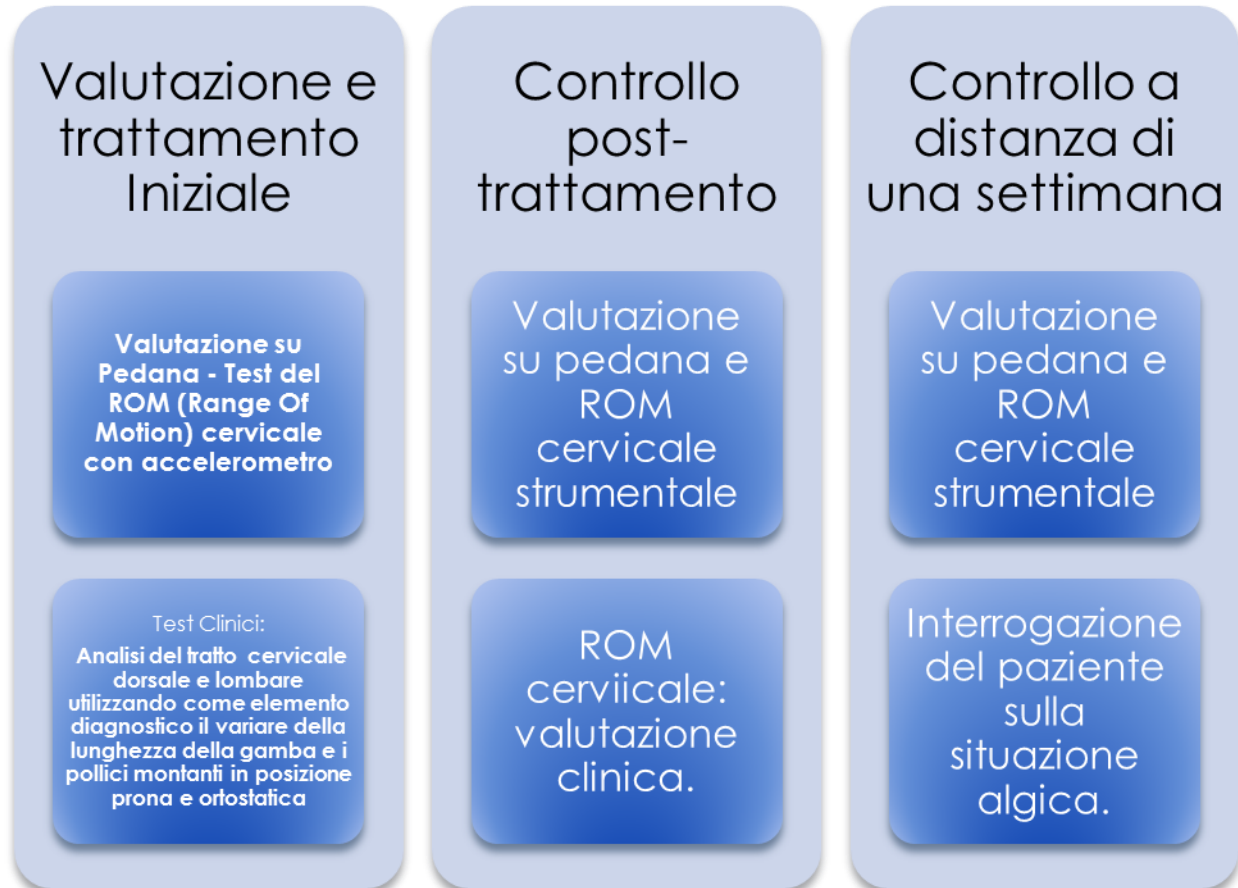 Valutazione e
trattamento
Iniziale
Valutazione su
Pedana - Test del
ROM (Range Of
Motion) cervicale
con accelerometro
Test Clinici:
Analisi del tratto cervicale
dorsale e lombare
utilizzando come elemento
diagnostico il variare della
lunghezza della gamba e i
pollici montanti in posizione
prona e ortostatica
Controllo
post-
trattamento
Valutazione
su pedana e
ROM
cervicale
strumentale
ROM
cerviicale:
valutazione
clinica.
Controllo a
distanza di
una settimana
Valutazione
su pedana e
ROM
cervicale
strumentale
Interrogazione
del paziente
sulla
situazione
algica.